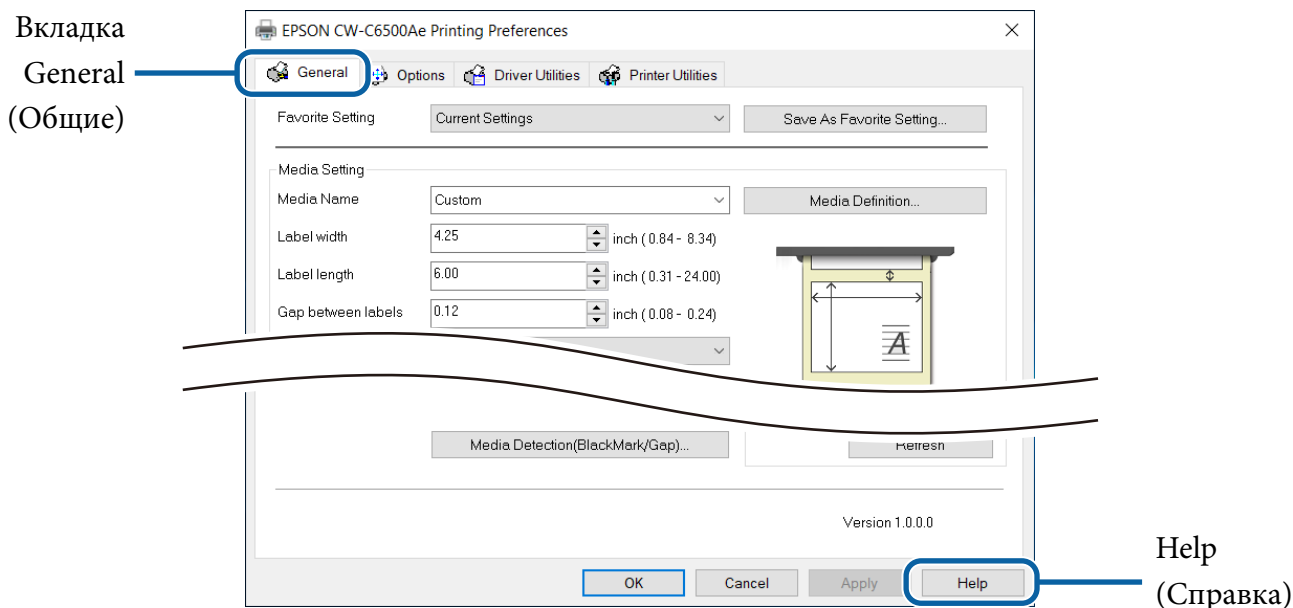 Вкладка
General
(Общие)
EPSON CW-C6500Ae Printing Preferences
General Options Driver Utilities Printer Utilities
Favorite Setting Current Settings Save As Favorite Setting...
Media Setting
Media Name Custom Media Definition...
Label width 4.25 inch ( 0.84 - 8.34)
Label length 6.00 inch ( 0.31 - 24.00)
Gap between labels 0.12 inch ( 0.08 - 0.24)
A
Media Detection(BlackMark/Gap)... Refresh
Version 1.0.0.0
OK Cancel Apply Help
Help
(Справка)